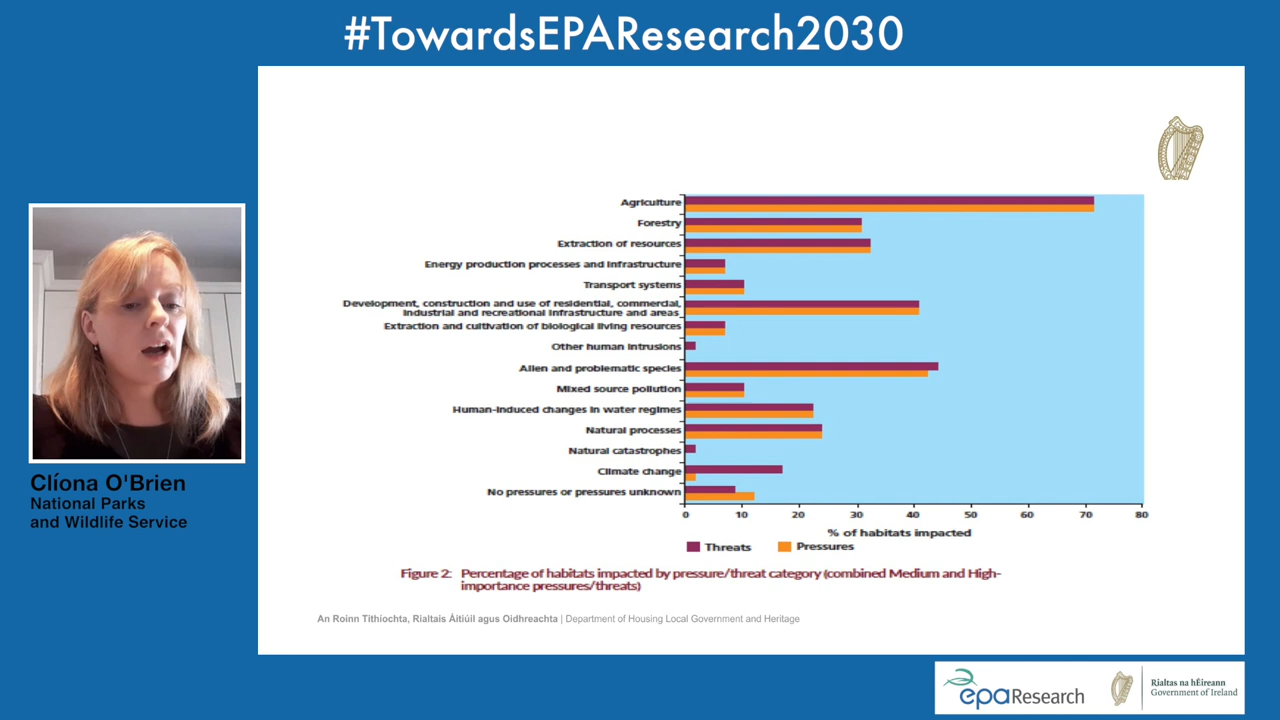 #TowardsEPAResearch2030
Agriculture
Forestry
Extraction of resources
Energy production processes and infrastructure
Transport systems
Development, construction and use of residential, commercial,
industrial and recreational infrastructure and areas
Extraction and cultivation of biological living resources
Other human intrusions
Alien and problematic species
Mixed source pollution
Human-induced changes in water regimes
Natural processes
Natural catastrophes
Climate change
No pressures or pressures unknown
0 10 20 30 40 50 60 70 80
% of habitats impacted
Threats Pressures
Figure 2: Percentage of habitats impacted by pressure/threat category (combined Medium and High-
importance pressures/threats)
An Roinn Tithíochta, Rialtais Áitiúil agus Oidhreachta | Department of Housing Local Government and Heritage
Clíona O'Brien
National Parks
and Wildlife Service
epaResearch
Rialtas na hÉireann
Government of Ireland